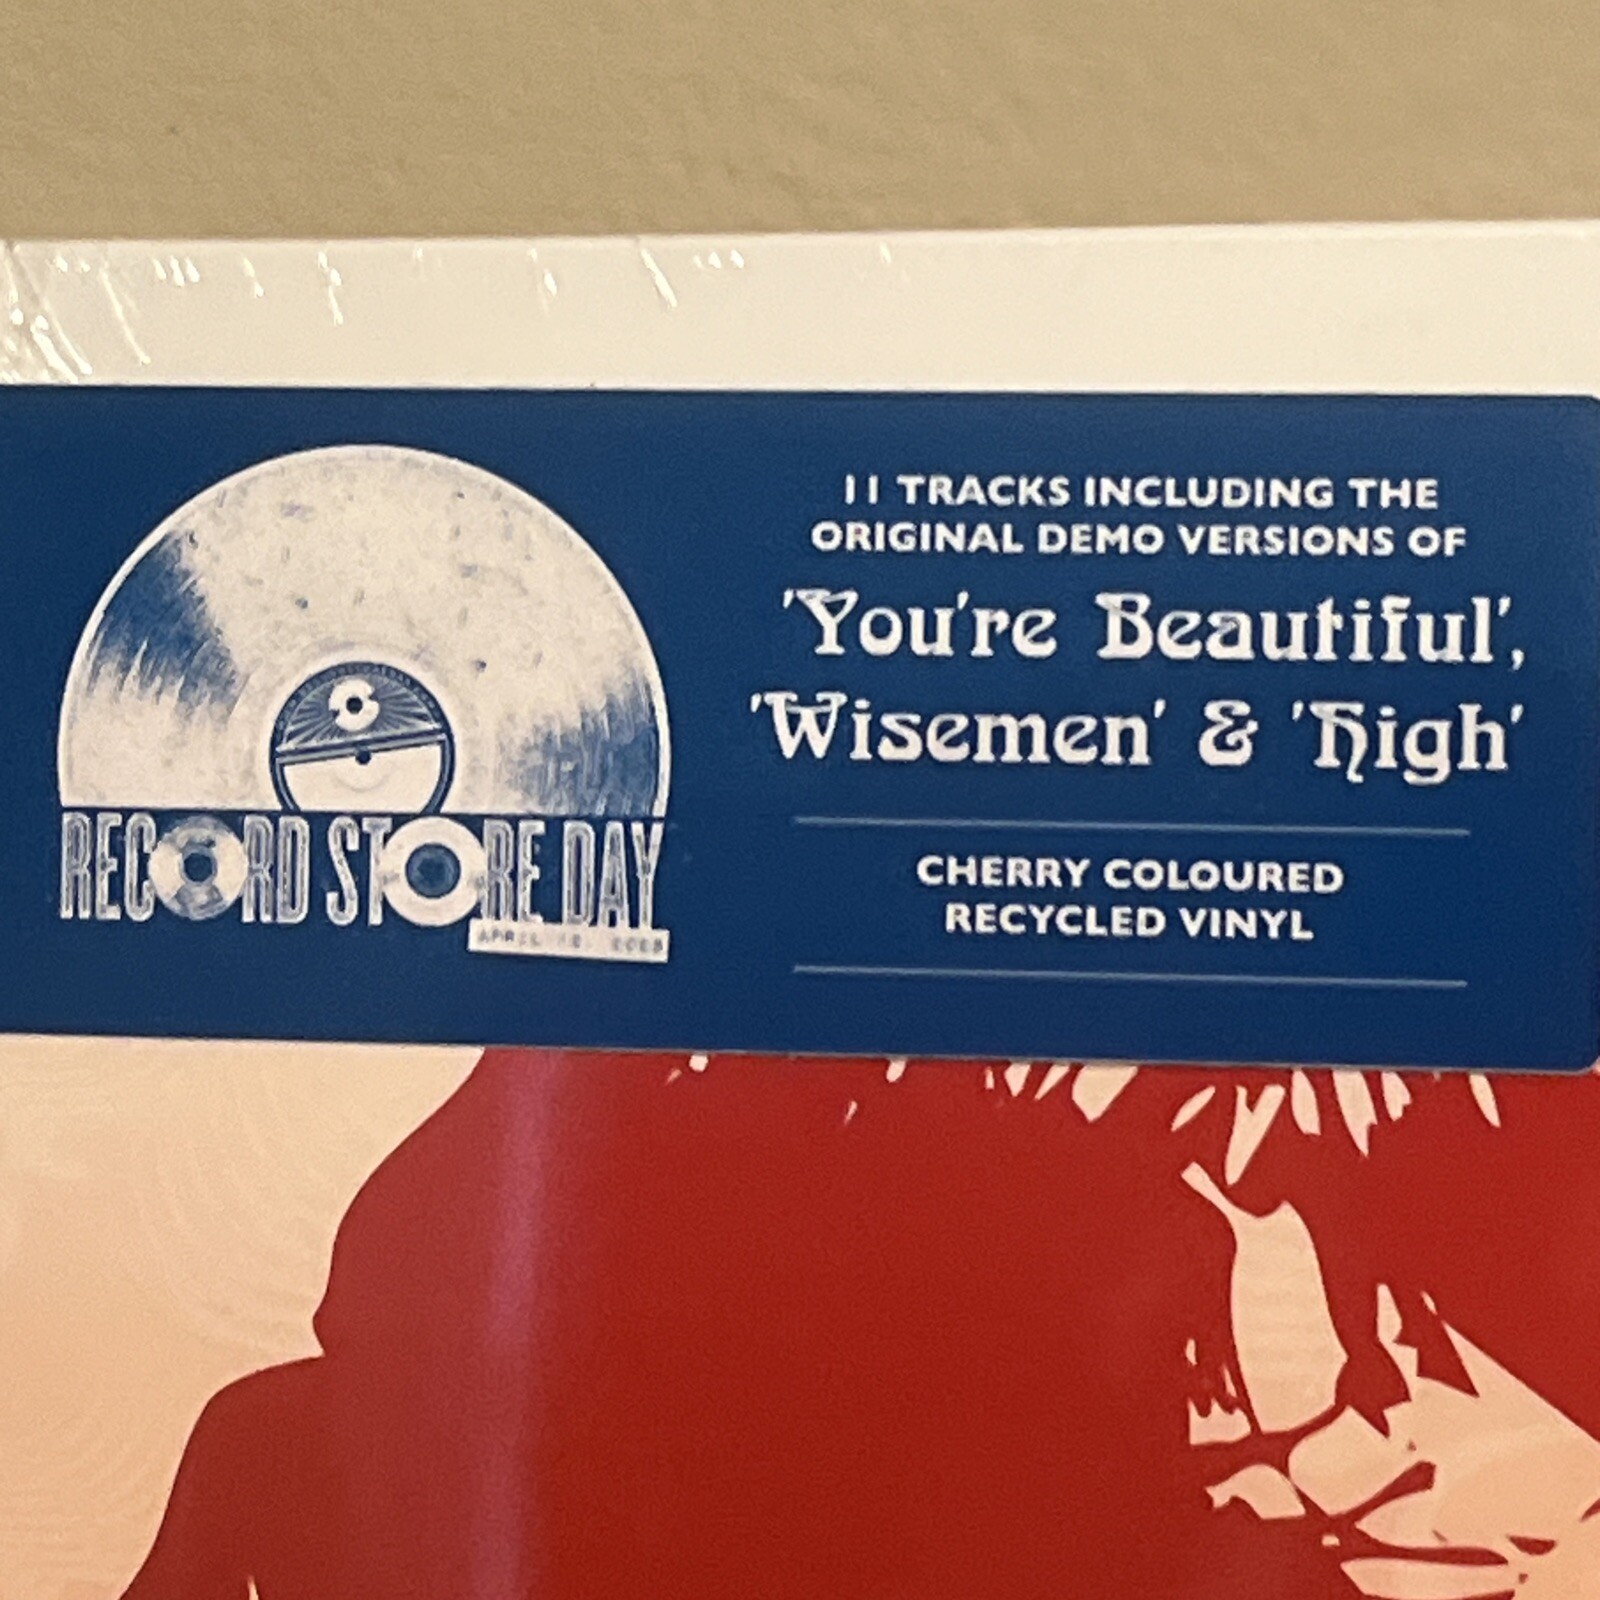 RECORD STORE DAY
11 TRACKS INCLUDING THE
ORIGINAL DEMO VERSIONS OF
'You're Beautiful',
'Wisemen' & 'High'
CHERRY COLOURED
RECYCLED VINYL